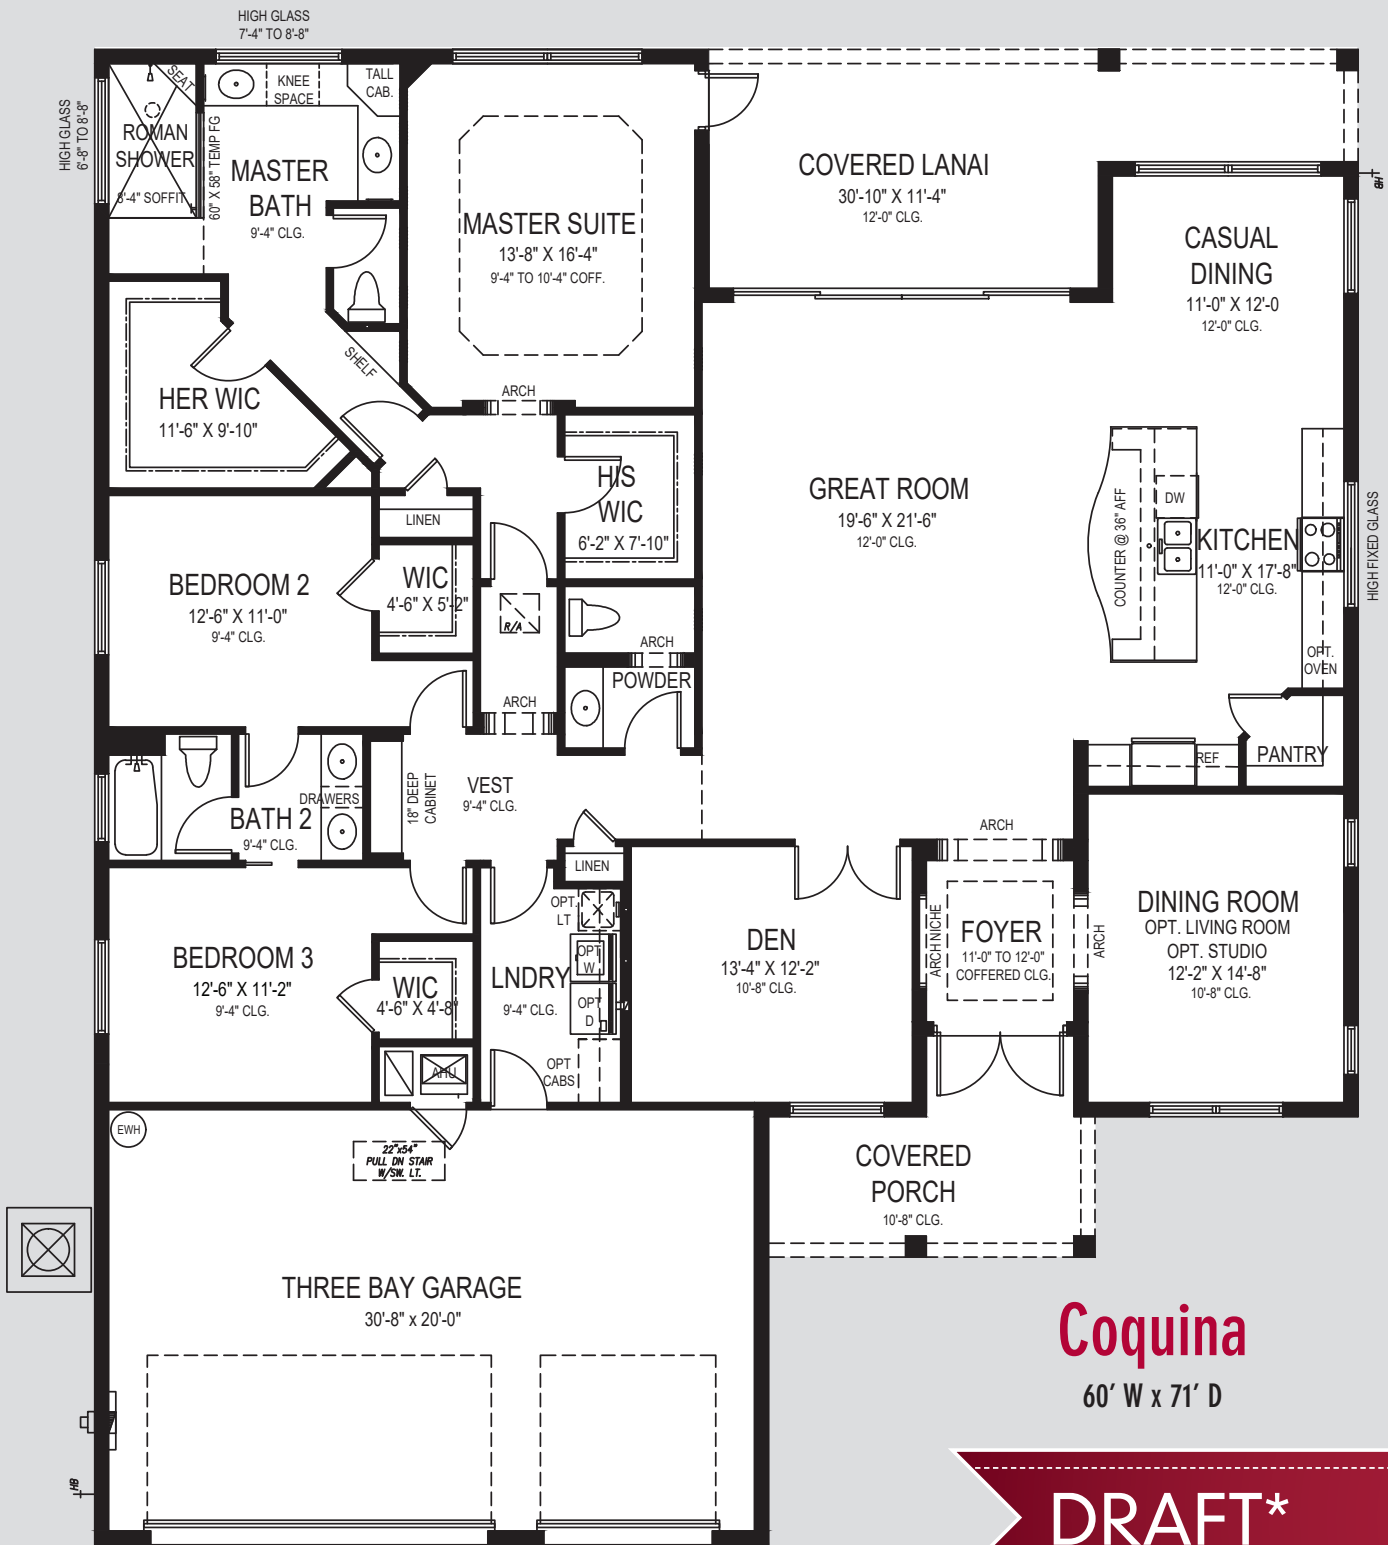 HIGH GLASS
7'-4" TO 8'-8"
HIGH GLASS
6'-8" TO 8'-8"
SEAT
ROMAN
SHOWER
8'-4" SOFFIT
60" X 58" TEMP FG
KNEE
SPACE
TALL
CAB.
MASTER
BATH
9'-4" CLG.
MASTER SUITE
13'-8" X 16'-4"
9'-4" TO 10'-4" COFF.
COVERED LANAI
30'-10" X 11'-4"
12'-0" CLG.
HB
CASUAL
DINING
11'-0" X 12'-0
12'-0" CLG.
SHELF
HER WIC
11'-6" X 9'-10"
ARCH
HIS
WIC
6'-2" X 7'-10"
LINEN
GREAT ROOM
19'-6" X 21'-6"
12'-0" CLG.
COUNTER @ 36" AFF
DW
KITCHEN
11'-0" X 17'-8"
12'-0" CLG.
HIGH FIXED GLASS
OPT.
OVEN
BEDROOM 2
12'-6" X 11'-0"
9'-4" CLG.
WIC
4'-6" X 5'-2"
R/A
ARCH
POWDER
ARCH
REF
PANTRY
DRAWERS
BATH 2
9'-4" CLG.
18" DEEP
CABINET
VEST
9'-4" CLG.
LINEN
ARCH
BEDROOM 3
12'-6" X 11'-2"
9'-4" CLG.
WIC
4'-6" X 4'-8"
OPT.
LT
OPT
W
OPT
D
LNDRY
9'-4" CLG.
OPT
CABS
AHU
DEN
13'-4" X 12'-2"
10'-8" CLG.
ARCH NICHE
FOYER
11'-0" TO 12'-0"
COFFERED CLG.
ARCH
DINING ROOM
OPT. LIVING ROOM
OPT. STUDIO
12'-2" X 14'-8"
10'-8" CLG.
EWH
22"x54"
PULL DN STAIR
W/SW. LT.
COVERED
PORCH
10'-8" CLG.
THREE BAY GARAGE
30'-8" x 20'-0"
HB
Coquina
60' W x 71' D
DRAFT*